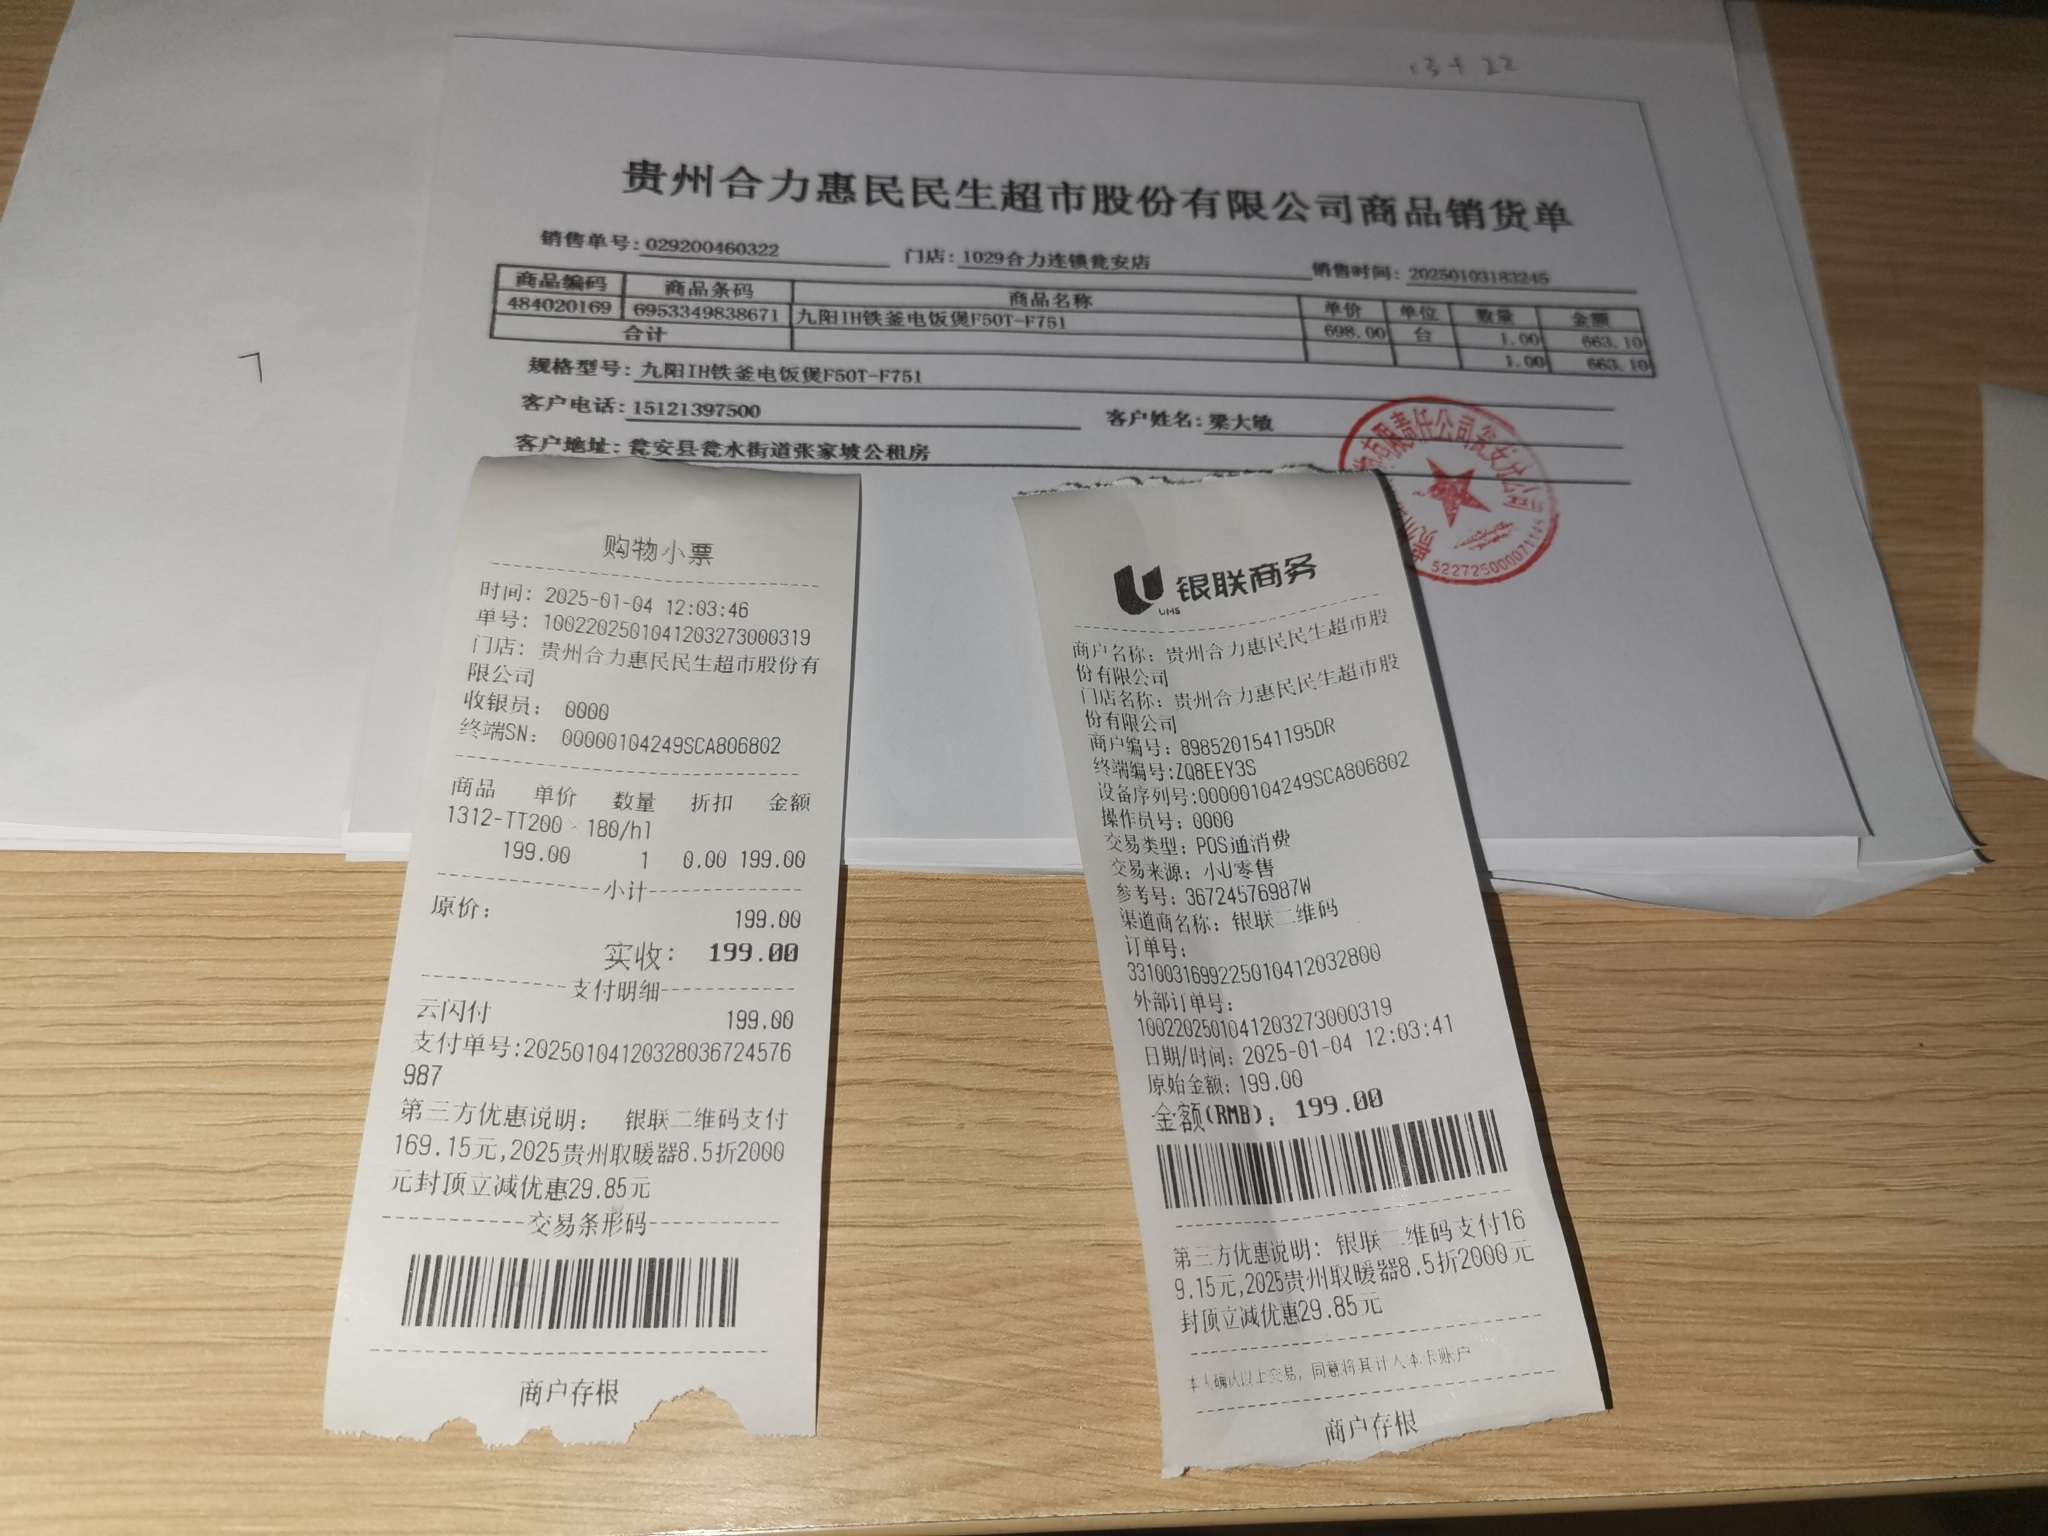 13+22
贵州合力惠民民生超市股份有限公司商品销货单
销售单号: 029200460322 门店: 1029合力连锁瓮安店 销售时间: 20250103183245
商品编码 商品条码 商品名称 单价 单位 数量 金额
484020169 6953349838671 九阳IH铁釜电饭煲F50T-F751 698.00 台 1.00 663.10
合计 1.00 663.10
规格型号: 九阳IH铁釜电饭煲F50T-F751
客户电话: 15121397500 客户姓名: 梁大敏
客户地址: 瓮安县瓮水街道张家坡公租房
限责任公司瓮安分公司
5227250000711
购物小票
时间: 2025-01-04 12:03:46
单号: 10022025010412032730003​19
门店: 贵州合力惠民民生超市股份有
限公司
收银员: 0000
终端SN: 00000104249SCA806802
商品 单价 数量 折扣 金额
1312-TT200×180/hl
199.00 1 0.00 199.00
小计
原价: 199.00
实收: 199.00
支付明细
云闪付 199.00
支付单号:20250104120328036724576
987
第三方优惠说明: 银联二维码支付
169.15元,2025贵州取暖器8.5折2000
元封顶立减优惠29.85元
交易条形码
商户存根
银联商务
UMS
商户名称: 贵州合力惠民民生超市股
份有限公司
门店名称: 贵州合力惠民民生超市股
份有限公司
商户编号: 8985201541195DR
终端编号:ZQ8EEY3S
设备序列号:00000104249SCA806802
操作员号: 0000
交易类型: POS通消费
交易来源: 小U零售
参考号: 36724576987W
渠道商名称: 银联二维码
订单号:
33100316992250104​12032800
外部订单号:
1002202501041203273000319
日期/时间: 2025-01-04 12:03:41
原始金额: 199.00
金额(RMB): 199.00
第三方优惠说明: 银联二维码支付16
9.15元,2025贵州取暖器8.5折2000元
封顶立减优惠29.85元
本人确认以上交易, 同意将其计入本卡账户
商户存根